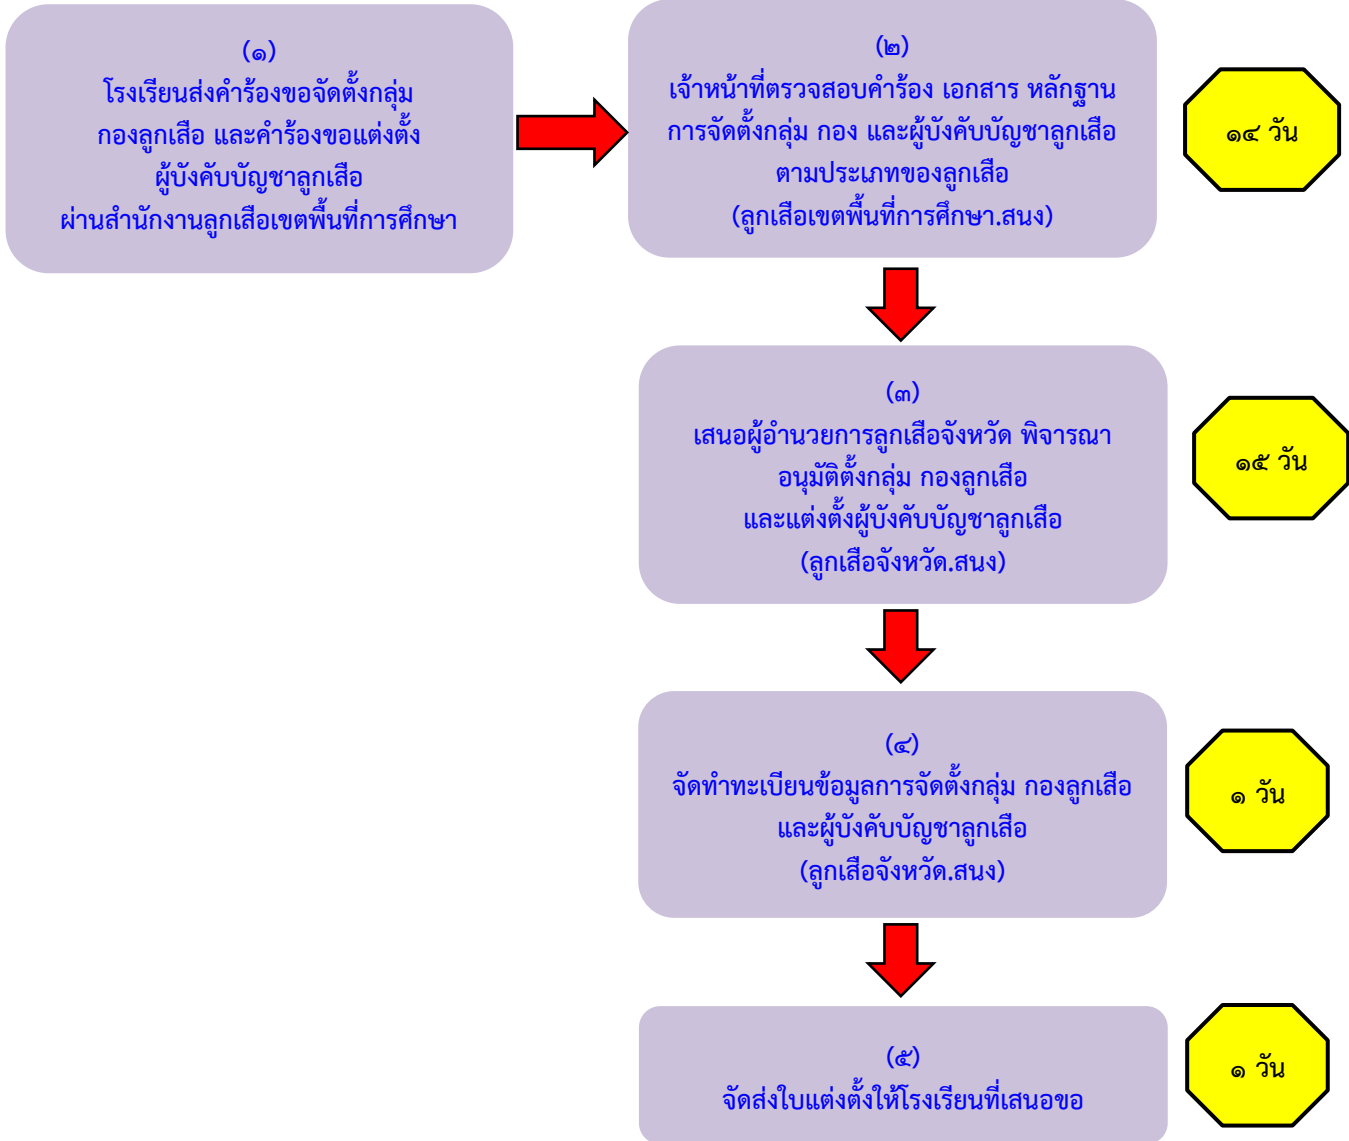 (๑)
โรงเรียนส่งคำร้องขอจัดตั้งกลุ่ม
กองลูกเสือ และคำร้องขอแต่งตั้ง
ผู้บังคับบัญชาลูกเสือ
ผ่านสำนักงานลูกเสือเขตพื้นที่การศึกษา
(๒)
เจ้าหน้าที่ตรวจสอบคำร้อง เอกสาร หลักฐาน
การจัดตั้งกลุ่ม กอง และผู้บังคับบัญชาลูกเสือ
ตามประเภทของลูกเสือ
(ลูกเสือเขตพื้นที่การศึกษา.สนง)
๑๔ วัน
(๓)
เสนอผู้อำนวยการลูกเสือจังหวัด พิจารณา
อนุมัติตั้งกลุ่ม กองลูกเสือ
และแต่งตั้งผู้บังคับบัญชาลูกเสือ
(ลูกเสือจังหวัด.สนง)
๑๕ วัน
(๔)
จัดทำทะเบียนข้อมูลการจัดตั้งกลุ่ม กองลูกเสือ
และผู้บังคับบัญชาลูกเสือ
(ลูกเสือจังหวัด.สนง)
๑ วัน
(๕)
จัดส่งใบแต่งตั้งให้โรงเรียนที่เสนอขอ
๑ วัน